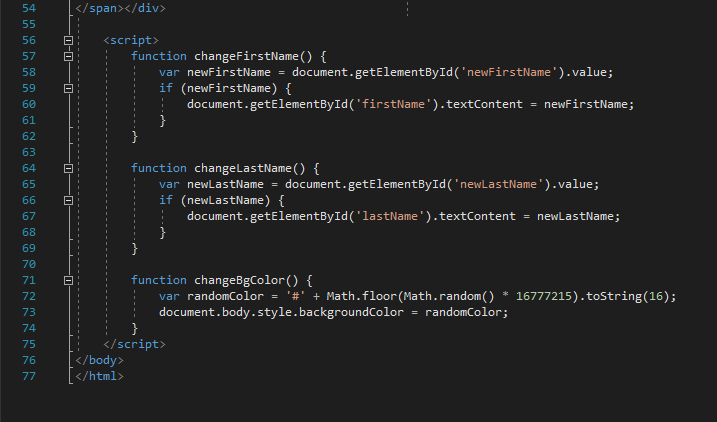 54 </span></div>
55
56 <script>
57 function changeFirstName() {
58 var newFirstName = document.getElementById('newFirstName').value;
59 if (newFirstName) {
60 document.getElementById('firstName').textContent = newFirstName;
61 }
62 }
63
64 function changeLastName() {
65 var newLastName = document.getElementById('newLastName').value;
66 if (newLastName) {
67 document.getElementById('lastName').textContent = newLastName;
68 }
69 }
70
71 function changeBgColor() {
72 var randomColor = '#' + Math.floor(Math.random() * 16777215).toString(16);
73 document.body.style.backgroundColor = randomColor;
74 }
75 </script>
76 </body>
77 </html>